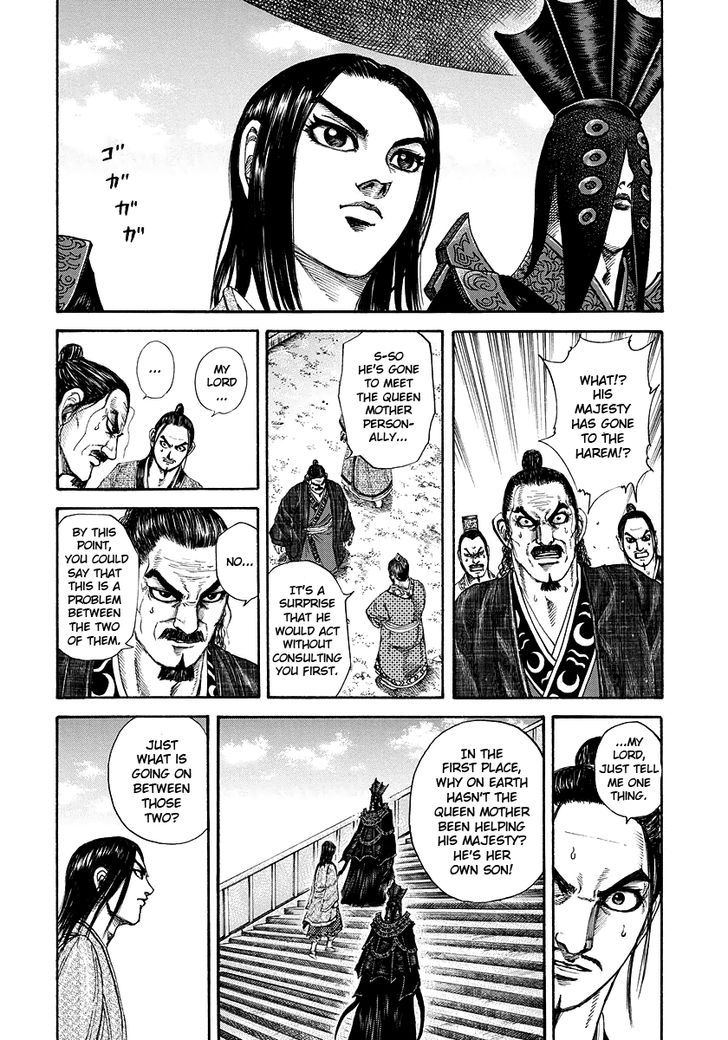 ゴ
ガ
ガ
ガ
WHAT!?
HIS
MAJESTY
HAS GONE
TO THE
HAREM!?
S-SO
HE'S GONE
TO MEET
THE QUEEN
MOTHER
PERSON-
ALLY...
IT'S A
SURPRISE
THAT HE
WOULD ACT
WITHOUT
CONSULTING
YOU FIRST.
MY
LORD
...
...
NO...
BY THIS
POINT,
YOU COULD
SAY THAT
THIS IS A
PROBLEM
BETWEEN
THE TWO
OF THEM.
...MY
LORD,
JUST TELL
ME ONE
THING.
IN THE
FIRST PLACE,
WHY ON EARTH
HASN'T THE
QUEEN MOTHER
BEEN HELPING
HIS MAJESTY?
HE'S HER
OWN SON!
JUST
WHAT IS
GOING ON
BETWEEN
THOSE
TWO?